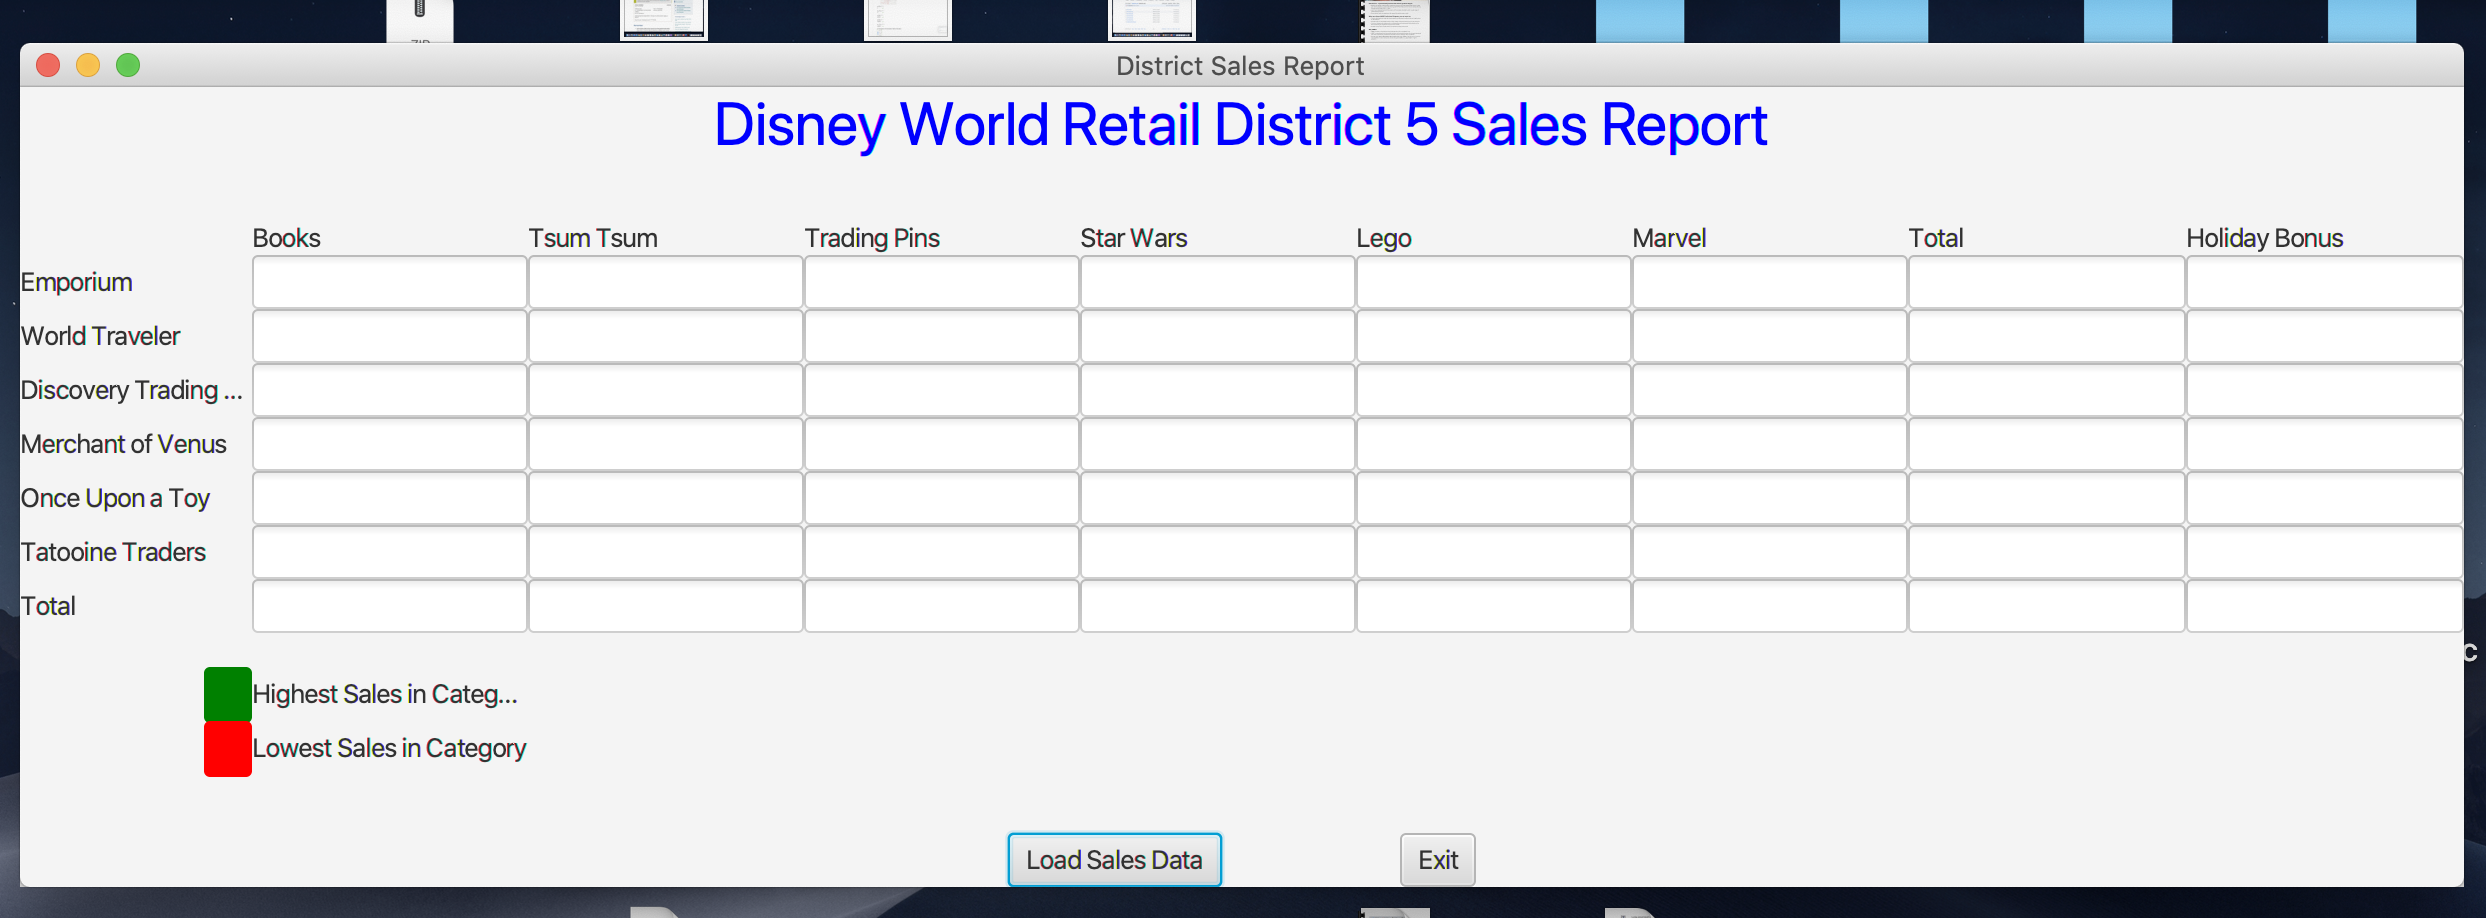 District Sales Report
Disney World Retail District 5 Sales Report
Books Tsum Tsum Trading Pins Star Wars Lego Marvel Total Holiday Bonus
Emporium
World Traveler
Discovery Trading ...
Merchant of Venus
Once Upon a Toy
Tatooine Traders
Total
Highest Sales in Categ...
Lowest Sales in Category
Load Sales Data Exit